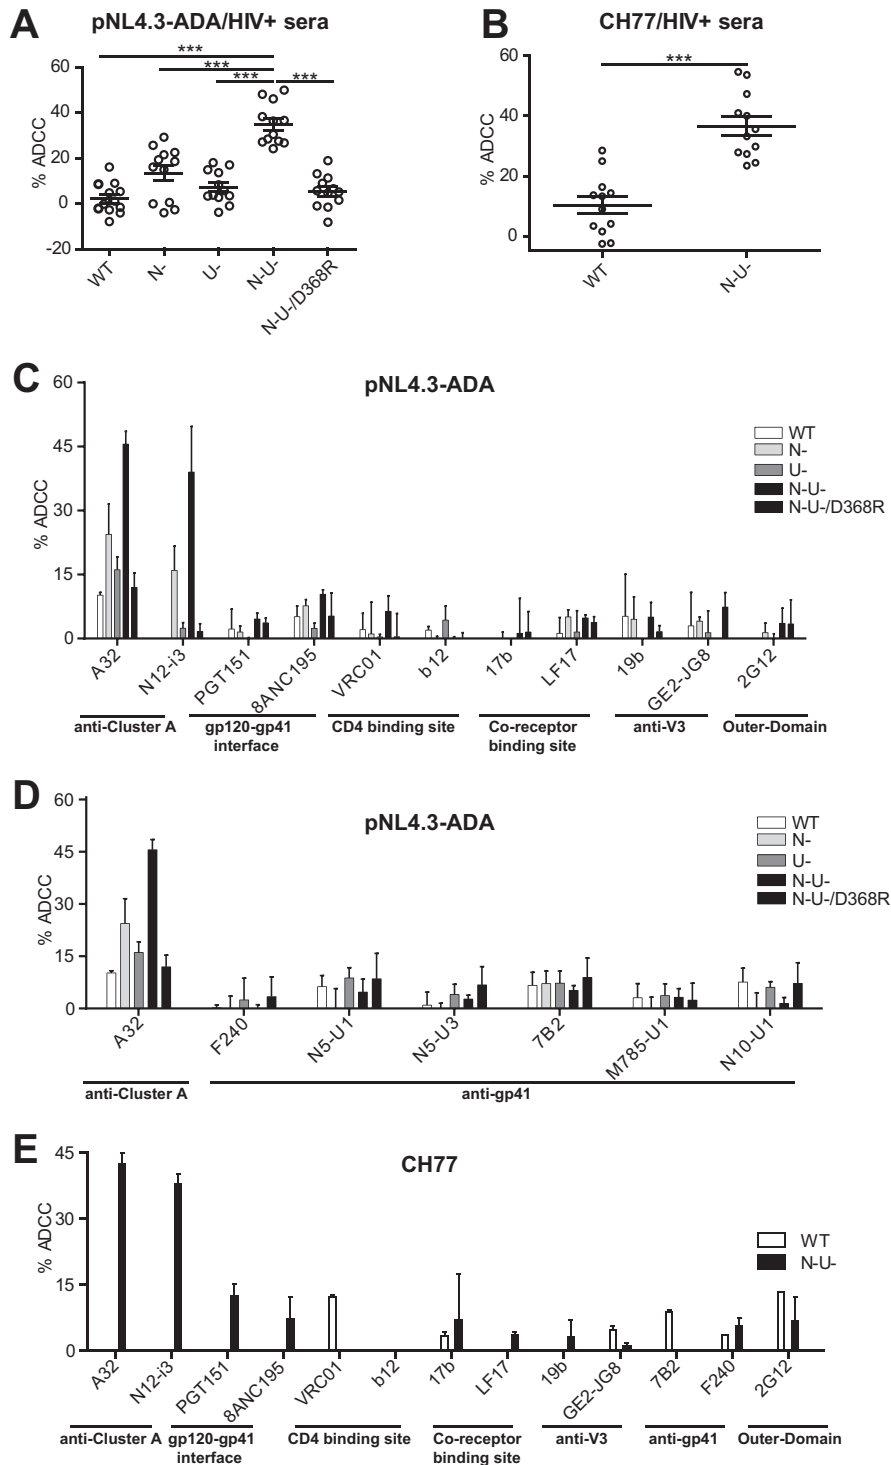 A
pNL4.3-ADA/HIV+ sera
***
***
***
***
% ADCC
60
40
20
0
-20
WT
N-
U-
N-U-
N-U-/D368R
B
CH77/HIV+ sera
***
% ADCC
60
40
20
0
WT
N-U-
C
pNL4.3-ADA
% ADCC
60
45
30
15
0
WT
N-
U-
N-U-
N-U-/D368R
A32
N12-i3
PGT151
8ANC195
VRC01
b12
17b
LF17
19b
GE2-JG8
2G12
anti-Cluster A
gp120-gp41
interface
CD4 binding site
Co-receptor
binding site
anti-V3
Outer-Domain
D
pNL4.3-ADA
% ADCC
60
45
30
15
0
WT
N-
U-
N-U-
N-U-/D368R
A32
F240
N5-U1
N5-U3
7B2
M785-U1
N10-U1
anti-Cluster A
anti-gp41
E
CH77
% ADCC
45
30
15
0
WT
N-U-
A32
N12-i3
PGT151
8ANC195
VRC01
b12
17b
LF17
19b
GE2-JG8
7B2
F240
2G12
anti-Cluster A
gp120-gp41
interface
CD4 binding site
Co-receptor
binding site
anti-V3
anti-gp41
Outer-Domain